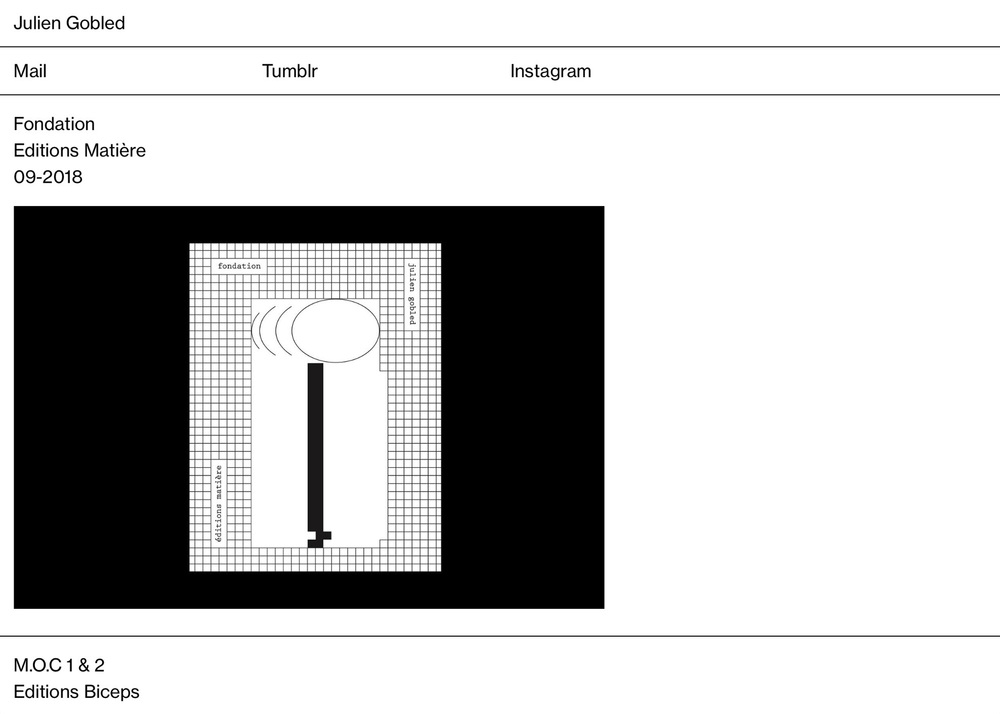 Julien Gobled
Mail
Tumblr
Instagram
Fondation
Editions Matière
09-2018
fondation
julien gobled
éditions matière
M.O.C 1 & 2
Editions Biceps